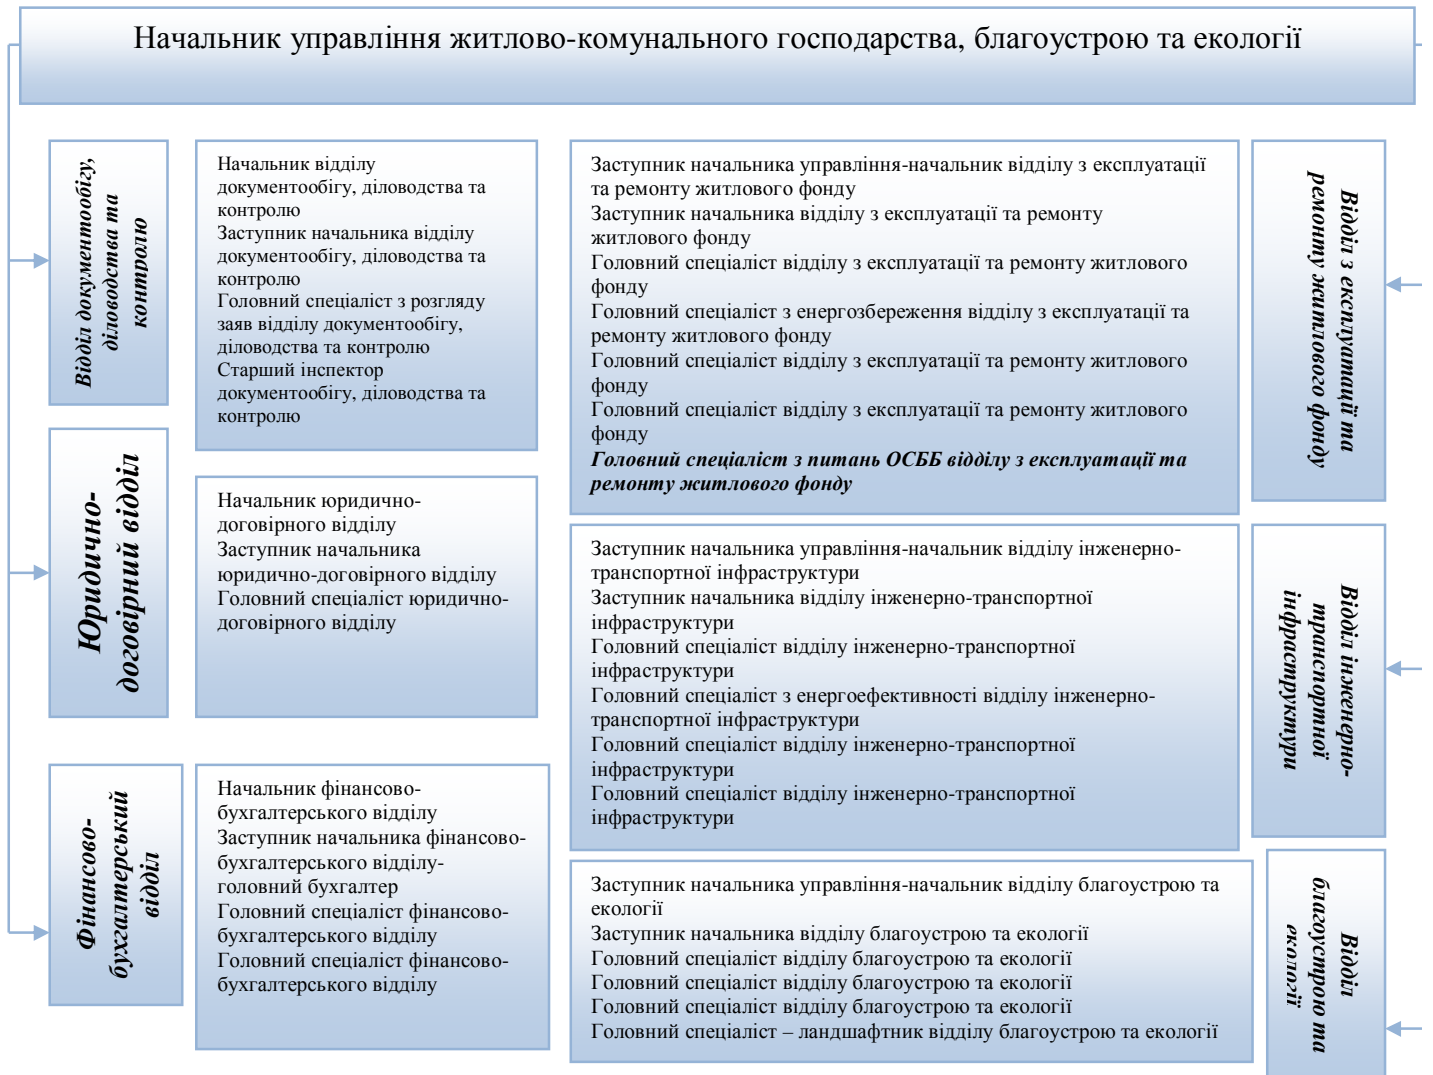 Начальник управління житлово-комунального господарства, благоустрою та екології
Відділ документообігу,
діловодства та
контролю
Начальник відділу
документообігу, діловодства та
контролю
Заступник начальника відділу
документообігу, діловодства та
контролю
Головний спеціаліст з розгляду
заяв відділу документообігу,
діловодства та контролю
Старший інспектор
документообігу, діловодства та
контролю
Юридично-
договірний відділ
Начальник юридично-
договірного відділу
Заступник начальника
юридично-договірного відділу
Головний спеціаліст юридично-
договірного відділу
Фінансово-
бухгалтерський
відділ
Начальник фінансово-
бухгалтерського відділу
Заступник начальника фінансово-
бухгалтерського відділу-
головний бухгалтер
Головний спеціаліст фінансово-
бухгалтерського відділу
Головний спеціаліст фінансово-
бухгалтерського відділу
Заступник начальника управління-начальник відділу з експлуатації
та ремонту житлового фонду
Заступник начальника відділу з експлуатації та ремонту
житлового фонду
Головний спеціаліст відділу з експлуатації та ремонту житлового
фонду
Головний спеціаліст з енергозбереження відділу з експлуатації та
ремонту житлового фонду
Головний спеціаліст відділу з експлуатації та ремонту житлового
фонду
Головний спеціаліст відділу з експлуатації та ремонту житлового
фонду
Головний спеціаліст з питань ОСББ відділу з експлуатації та
ремонту житлового фонду
Відділ з експлуатації та
ремонту житлового фонду
Заступник начальника управління-начальник відділу інженерно-
транспортної інфраструктури
Заступник начальника відділу інженерно-транспортної
інфраструктури
Головний спеціаліст відділу інженерно-транспортної
інфраструктури
Головний спеціаліст з енергоефективності відділу інженерно-
транспортної інфраструктури
Головний спеціаліст відділу інженерно-транспортної
інфраструктури
Головний спеціаліст відділу інженерно-транспортної
інфраструктури
Відділ інженерно-
транспортної
інфраструктури
Заступник начальника управління-начальник відділу благоустрою та
екології
Заступник начальника відділу благоустрою та екології
Головний спеціаліст відділу благоустрою та екології
Головний спеціаліст відділу благоустрою та екології
Головний спеціаліст відділу благоустрою та екології
Головний спеціаліст – ландшафтник відділу благоустрою та екології
Відділ
благоустрою та
екології